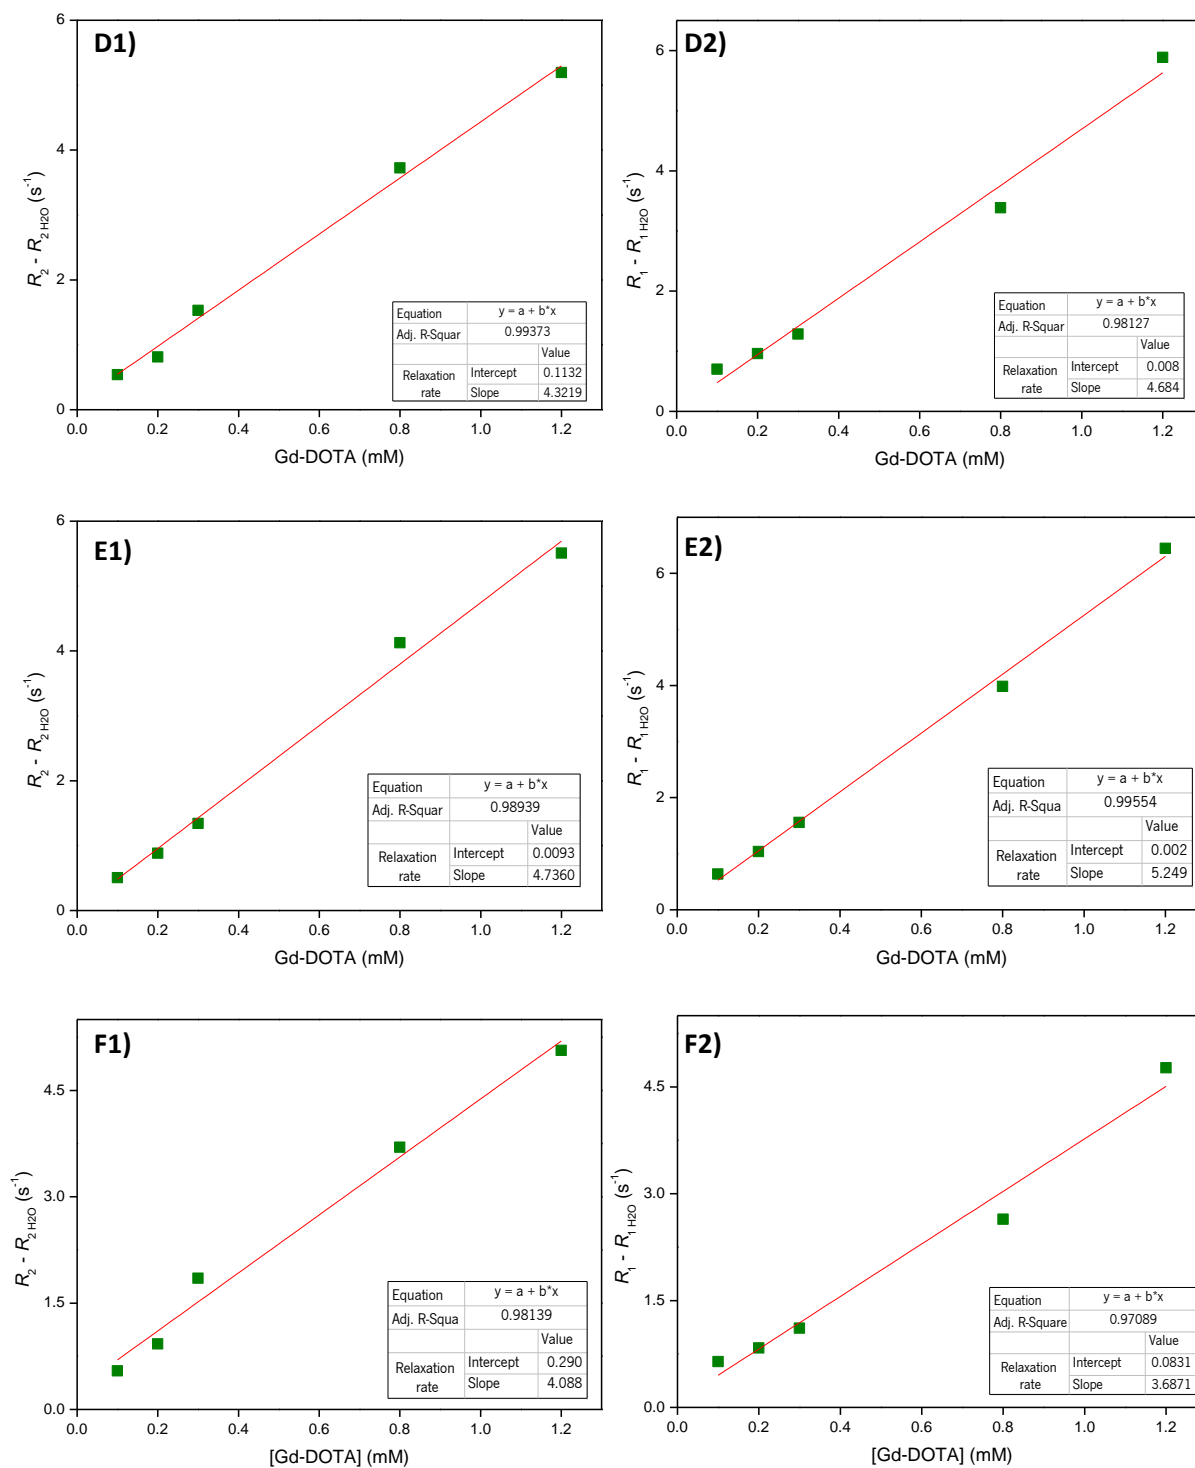 D1)
6
4
2
0
R2 - R2 H2O (s-1)
Equation y = a + b*x
Adj. R-Squar 0.99373
Value
Relaxation rate Intercept 0.1132
Slope 4.3219
0.0 0.2 0.4 0.6 0.8 1.0 1.2
Gd-DOTA (mM)
D2)
6
4
2
0
R1 - R1 H2O (s-1)
Equation y = a + b*x
Adj. R-Squar 0.98127
Value
Relaxation rate Intercept 0.008
Slope 4.684
0.0 0.2 0.4 0.6 0.8 1.0 1.2
Gd-DOTA (mM)
E1)
6
4
2
0
R2 - R2 H2O (s-1)
Equation y = a + b*x
Adj. R-Squar 0.98939
Value
Relaxation rate Intercept 0.0093
Slope 4.7360
0.0 0.2 0.4 0.6 0.8 1.0 1.2
Gd-DOTA (mM)
E2)
6
4
2
0
R1 - R1 H2O (s-1)
Equation y = a + b*x
Adj. R-Squa 0.99554
Value
Relaxation rate Intercept 0.002
Slope 5.249
0.0 0.2 0.4 0.6 0.8 1.0 1.2
Gd-DOTA (mM)
F1)
4.5
3.0
1.5
0.0
R2 - R2 H2O (s-1)
Equation y = a + b*x
Adj. R-Squa 0.98139
Value
Relaxation rate Intercept 0.290
Slope 4.088
0.0 0.2 0.4 0.6 0.8 1.0 1.2
[Gd-DOTA] (mM)
F2)
4.5
3.0
1.5
0.0
R1 - R1 H2O (s-1)
Equation y = a + b*x
Adj. R-Square 0.97089
Value
Relaxation rate Intercept 0.0831
Slope 3.6871
0.0 0.2 0.4 0.6 0.8 1.0 1.2
[Gd-DOTA] (mM)